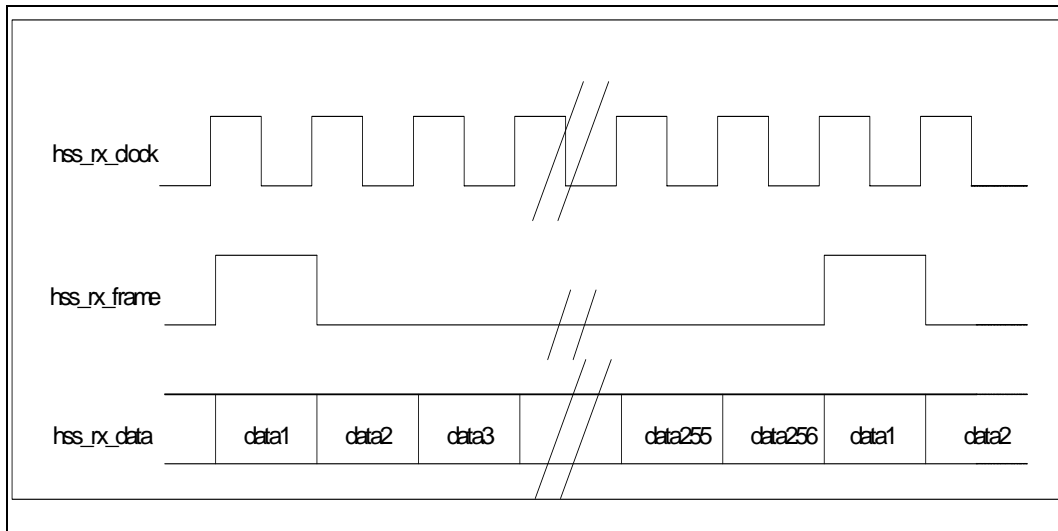 hss_rx_clock
hss_rx_frame
hss_rx_data data1 data2 data3 data255 data256 data1 data2